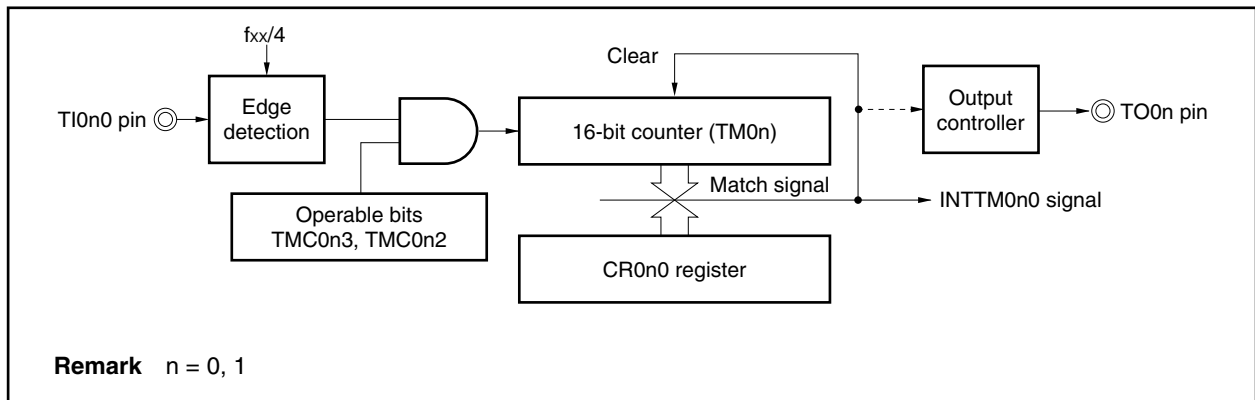 fxx/4
Clear
TI0n0 pin
Edge
detection
16-bit counter (TM0n)
Output
controller
TO0n pin
Match signal
INTTM0n0 signal
Operable bits
TMC0n3, TMC0n2
CR0n0 register
Remark n = 0, 1